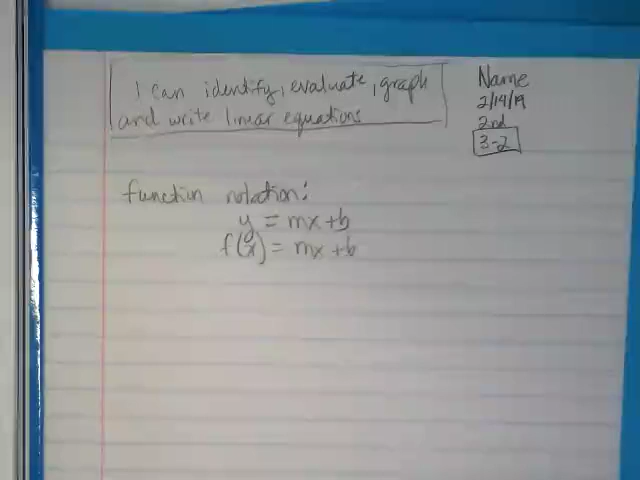 I can identify, evaluate, graph
and write linear equations
Name
2/19/19
2nd
3-2
function notation:
y = mx+b
f(x) = mx+b